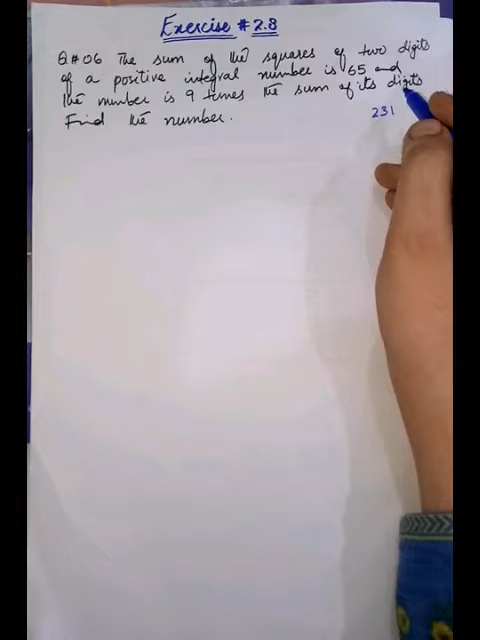 Exercise # 2.8
Q#06 The sum of the squares of two digits
of a positive integral number is 65 and
the number is 9 times the sum of its digits
Find the number.
231